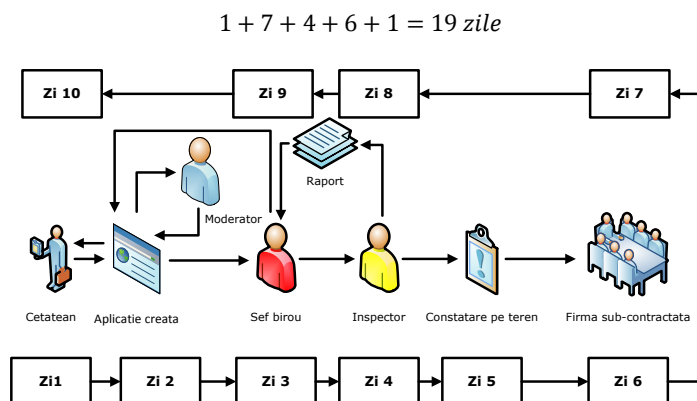 1 + 7 + 4 + 6 + 1 = 19 zile
Zi 10
Zi 9
Zi 8
Zi 7
Raport
Moderator
Cetatean
Aplicatie creata
Sef birou
Inspector
Constatare pe teren
Firma sub-contractata
Zi1
Zi 2
Zi 3
Zi 4
Zi 5
Zi 6